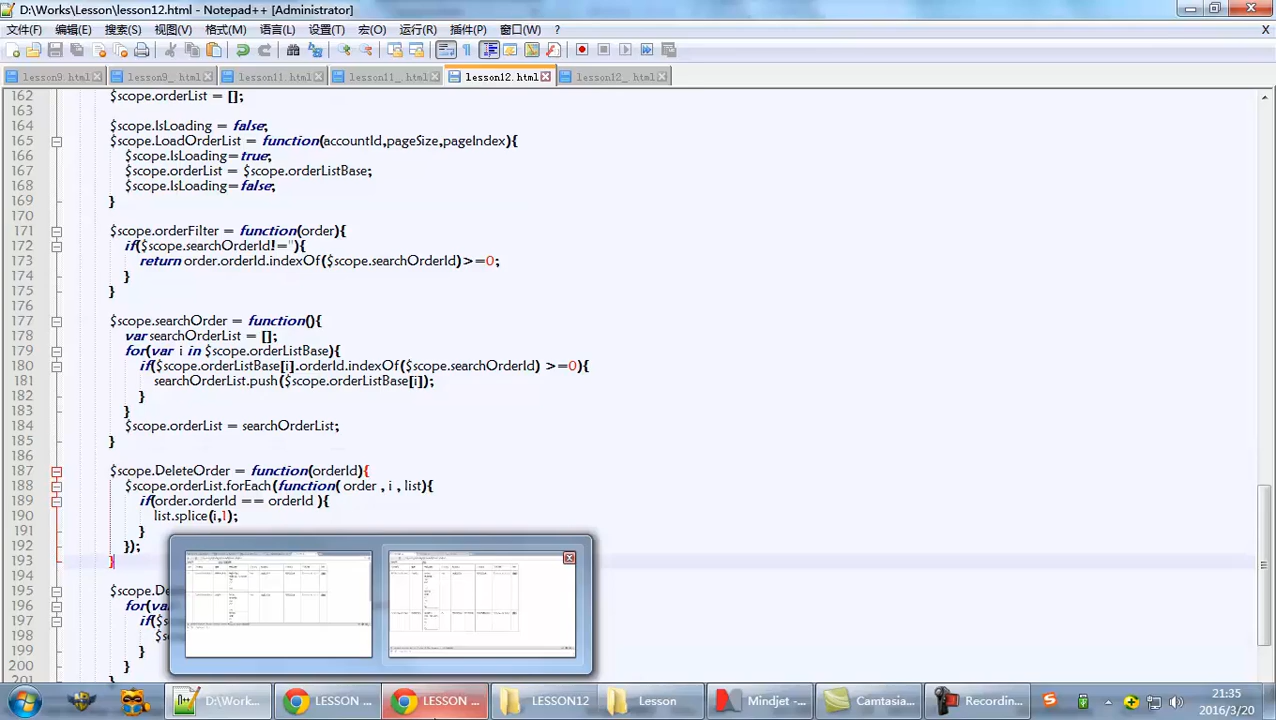 D:\Works\Lesson\lesson12.html - Notepad++ [Administrator]
文件(F) 编辑(E) 搜索(S) 视图(V) 格式(M) 语言(L) 设置(T) 宏(O) 运行(R) 插件(P) 窗口(W) ? X
lesson9.html lesson9_.html lesson11.html lesson11_.html lesson12.html lesson12_.html
162 $scope.orderList = [];
163
164 $scope.IsLoading = false;
165 $scope.LoadOrderList = function(accountId,pageSize,pageIndex){
166 $scope.IsLoading=true;
167 $scope.orderList = $scope.orderListBase;
168 $scope.IsLoading=false;
169 }
170
171 $scope.orderFilter = function(order){
172 if($scope.searchOrderId!=''){
173 return order.orderId.indexOf($scope.searchOrderId)>=0;
174 }
175 }
176
177 $scope.searchOrder = function(){
178 var searchOrderList = [];
179 for(var i in $scope.orderListBase){
180 if($scope.orderListBase[i].orderId.indexOf($scope.searchOrderId) >=0){
181 searchOrderList.push($scope.orderListBase[i]);
182 }
183 }
184 $scope.orderList = searchOrderList;
185 }
186
187 $scope.DeleteOrder = function(orderId){
188 $scope.orderList.forEach(function( order , i , list){
189 if(order.orderId == orderId ){
190 list.splice(i,1);
191 }
192 });
193 }
194
195 $scope.De
196 for(va
197 if($s
198 $s
199 }
200 }
D:\Work... LESSON ... LESSON ... LESSON12 Lesson Mindjet -... Camtasia... Recordin...
21:35
2016/3/20